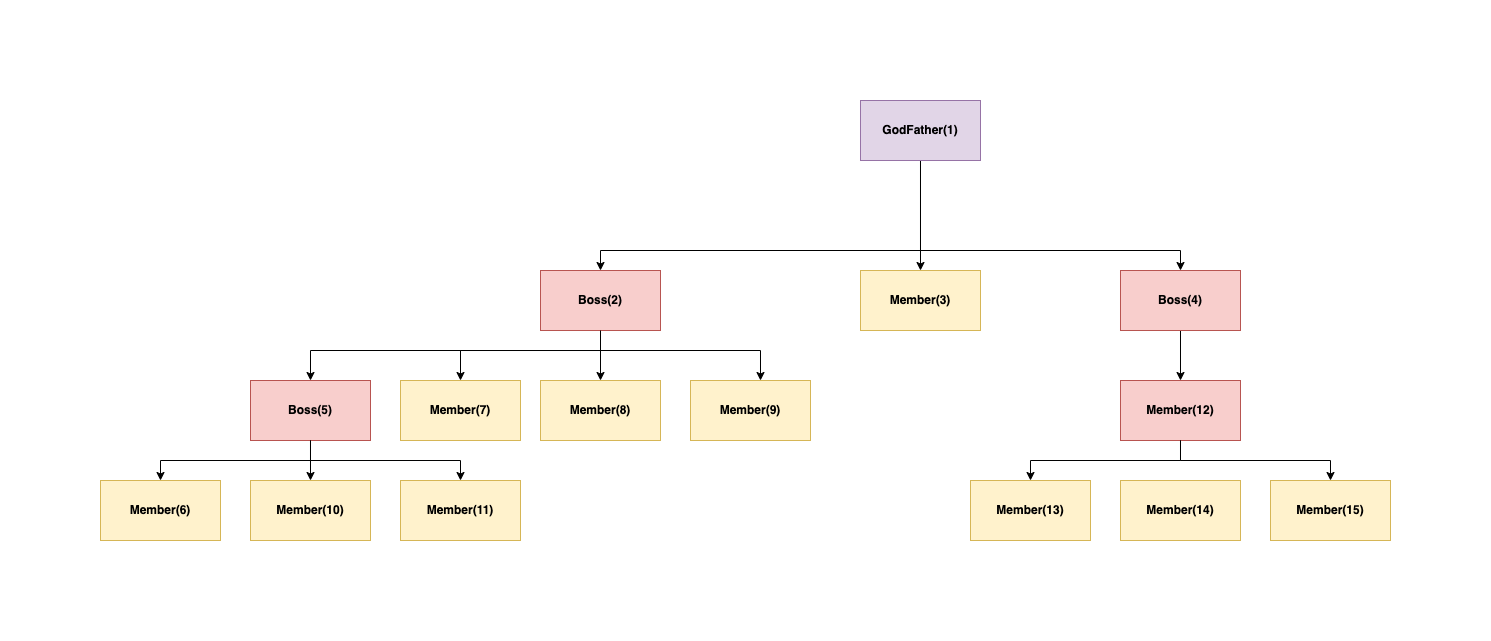 GodFather(1)
Boss(2)
Member(3)
Boss(4)
Boss(5)
Member(7)
Member(8)
Member(9)
Member(12)
Member(6)
Member(10)
Member(11)
Member(13)
Member(14)
Member(15)